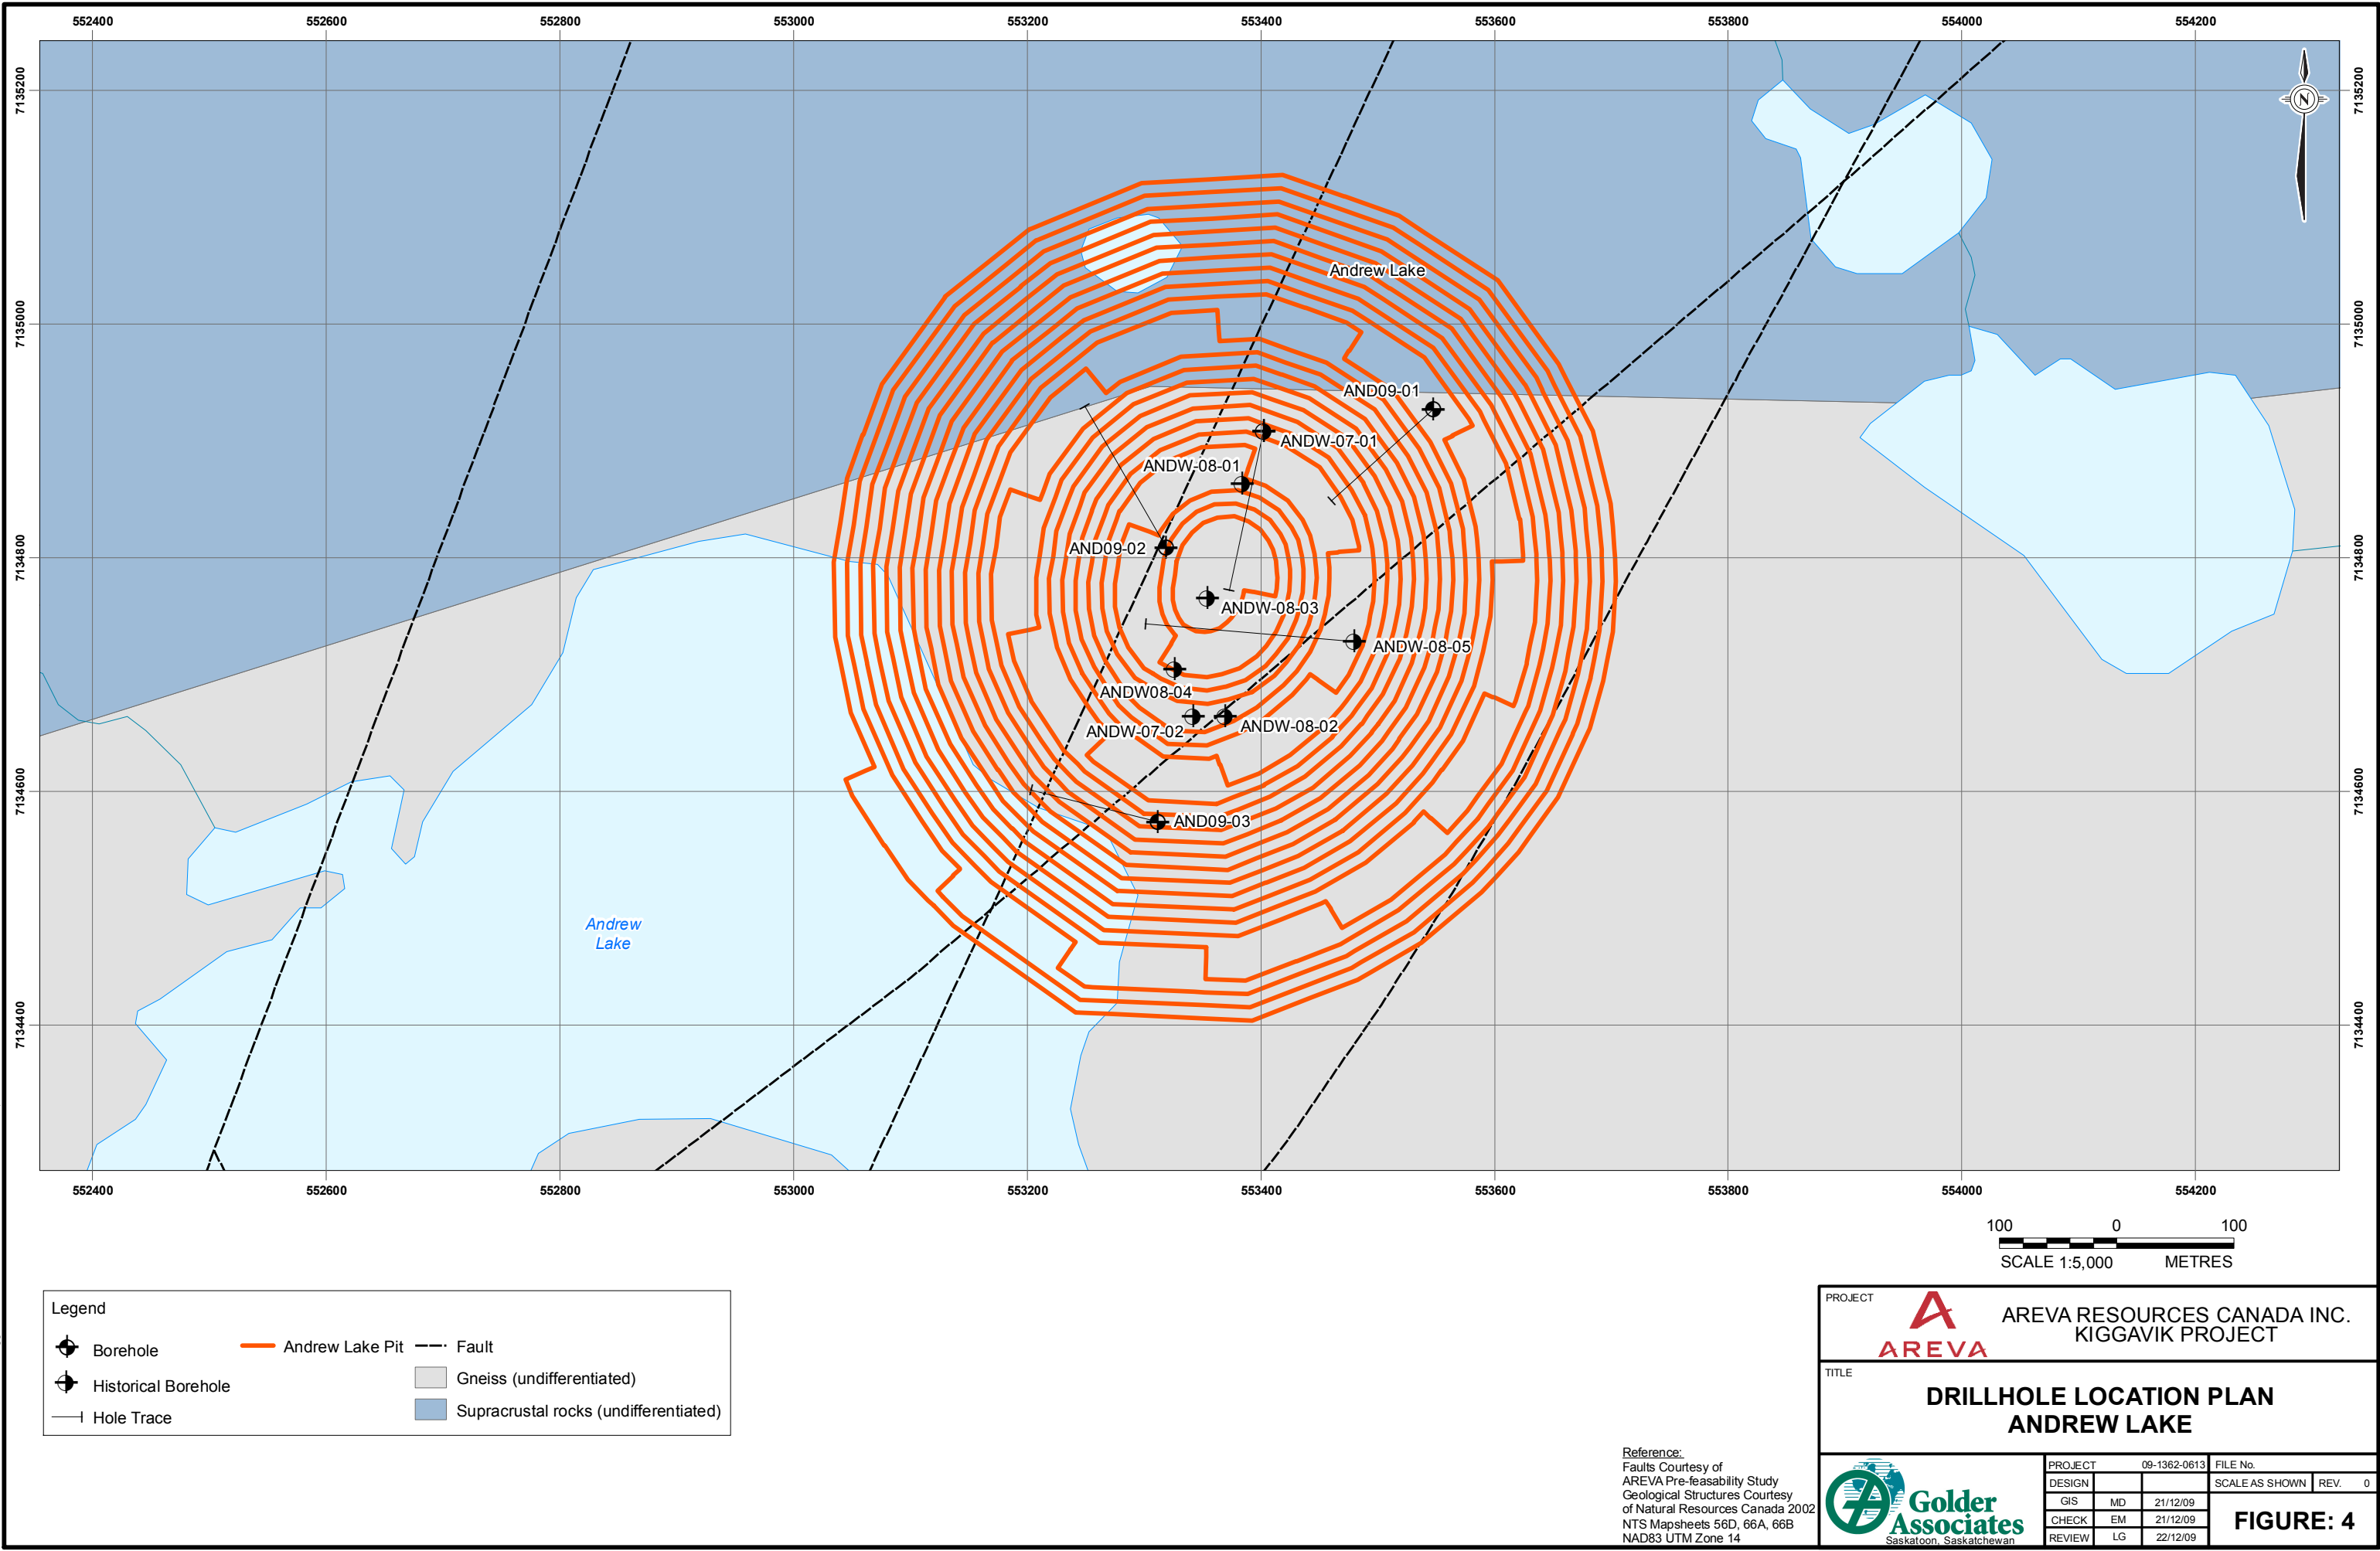 552400 552600 552800 553000 553200 553400 553600 553800 554000 554200
7135200 7135200
7135000 7135000
7134800 7134800
7134600 7134600
7134400 7134400
N
Andrew Lake
AND09-01
ANDW-07-01
ANDW-08-01
AND09-02
ANDW-08-03
ANDW-08-05
ANDW08-04
ANDW-07-02
ANDW-08-02
AND09-03
Andrew
Lake
552400 552600 552800 553000 553200 553400 553600 553800 554000 554200
100 0 100
SCALE 1:5,000 METRES
Legend
Borehole
Historical Borehole
Hole Trace
Andrew Lake Pit
Fault
Gneiss (undifferentiated)
Supracrustal rocks (undifferentiated)
Reference:
Faults Courtesy of
AREVA Pre-feasability Study
Geological Structures Courtesy
of Natural Resources Canada 2002
NTS Mapsheets 56D, 66A, 66B
NAD83 UTM Zone 14
PROJECT
AREVA
AREVA RESOURCES CANADA INC.
KIGGAVIK PROJECT
TITLE
DRILLHOLE LOCATION PLAN
ANDREW LAKE
Golder
Associates
Saskatoon, Saskatchewan
PROJECT 09-1362-0613 FILE No.
DESIGN SCALE AS SHOWN REV. 0
GIS MD 21/12/09
CHECK EM 21/12/09
REVIEW LG 22/12/09
FIGURE: 4